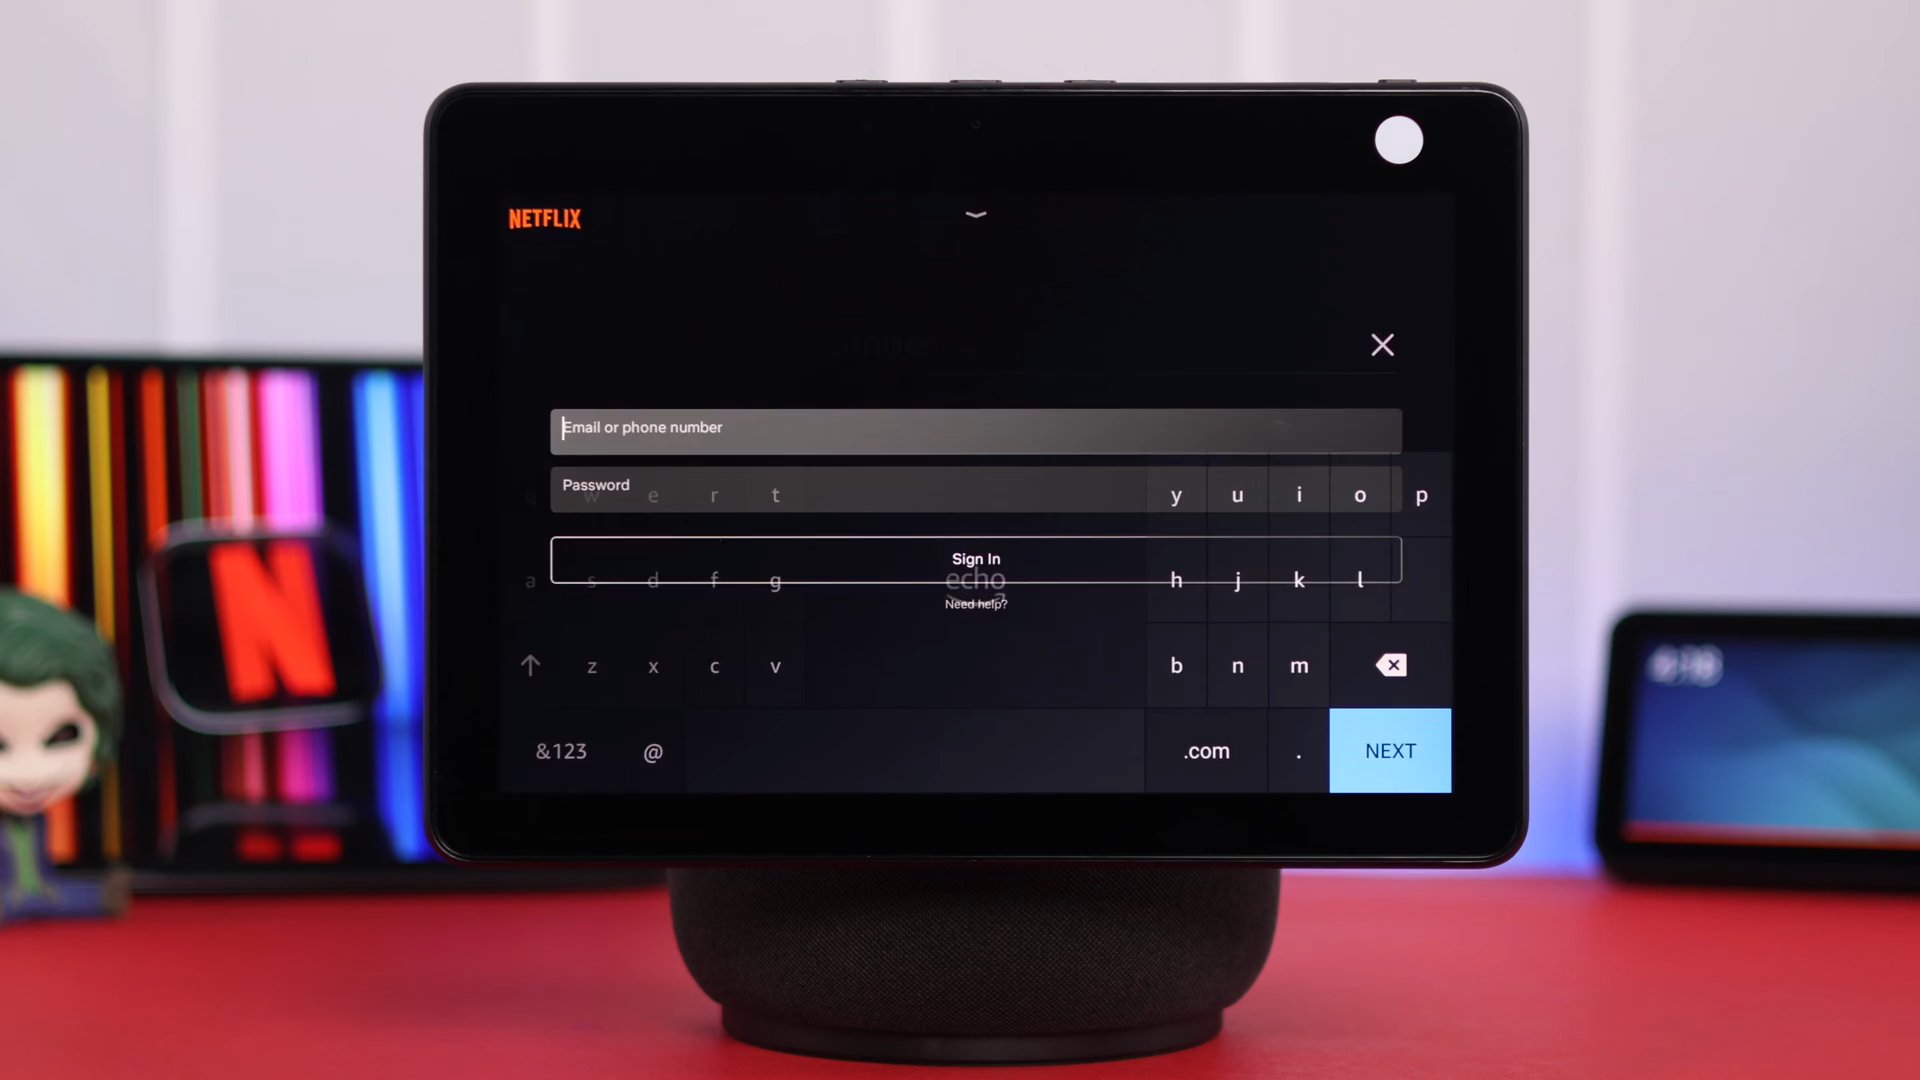 NETFLIX
Email or phone number
Password
w e r t y u i o p
Sign In
a s d f g echo h j k l
Need help?
z x c v b n m
&123 @ .com . NEXT
N